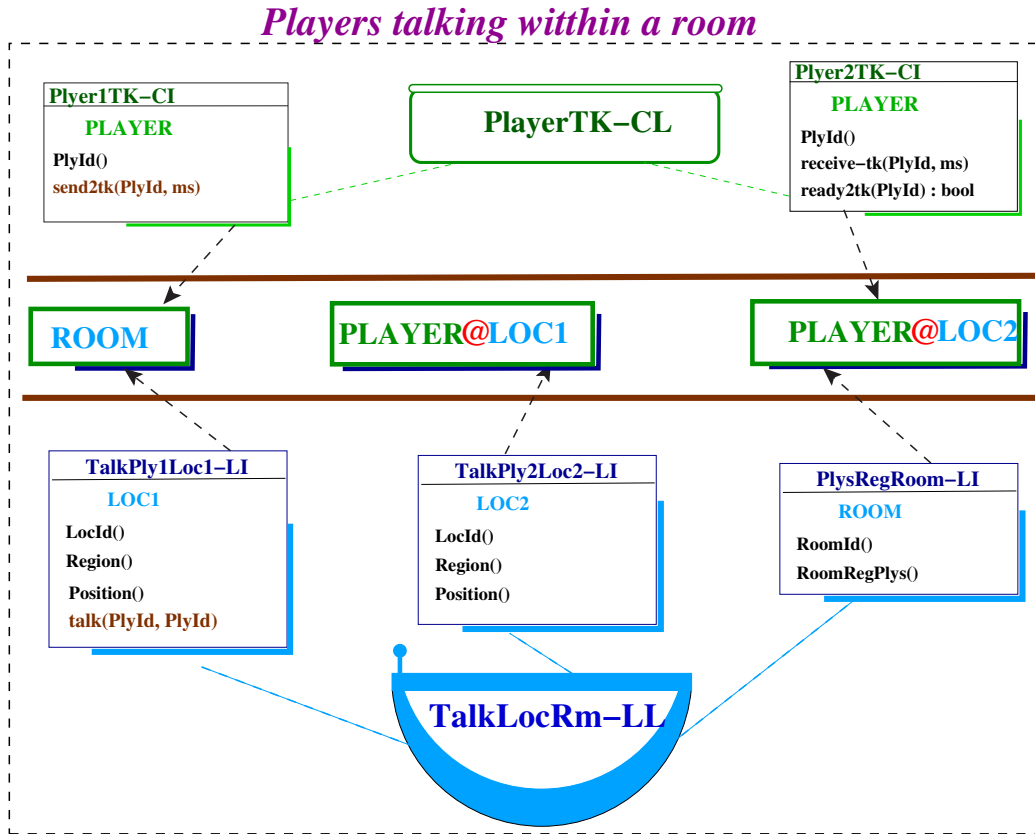 Players talking witthin a room
Plyer1TK–CI
PLAYER
PlyId()
send2tk(PlyId, ms)
PlayerTK–CL
Plyer2TK–CI
PLAYER
PlyId()
receive–tk(PlyId, ms)
ready2tk(PlyId) : bool
ROOM
PLAYER@LOC1
PLAYER@LOC2
TalkPly1Loc1–LI
LOC1
LocId()
Region()
Position()
talk(PlyId, PlyId)
TalkPly2Loc2–LI
LOC2
LocId()
Region()
Position()
PlysRegRoom–LI
ROOM
RoomId()
RoomRegPlys()
TalkLocRm–LL